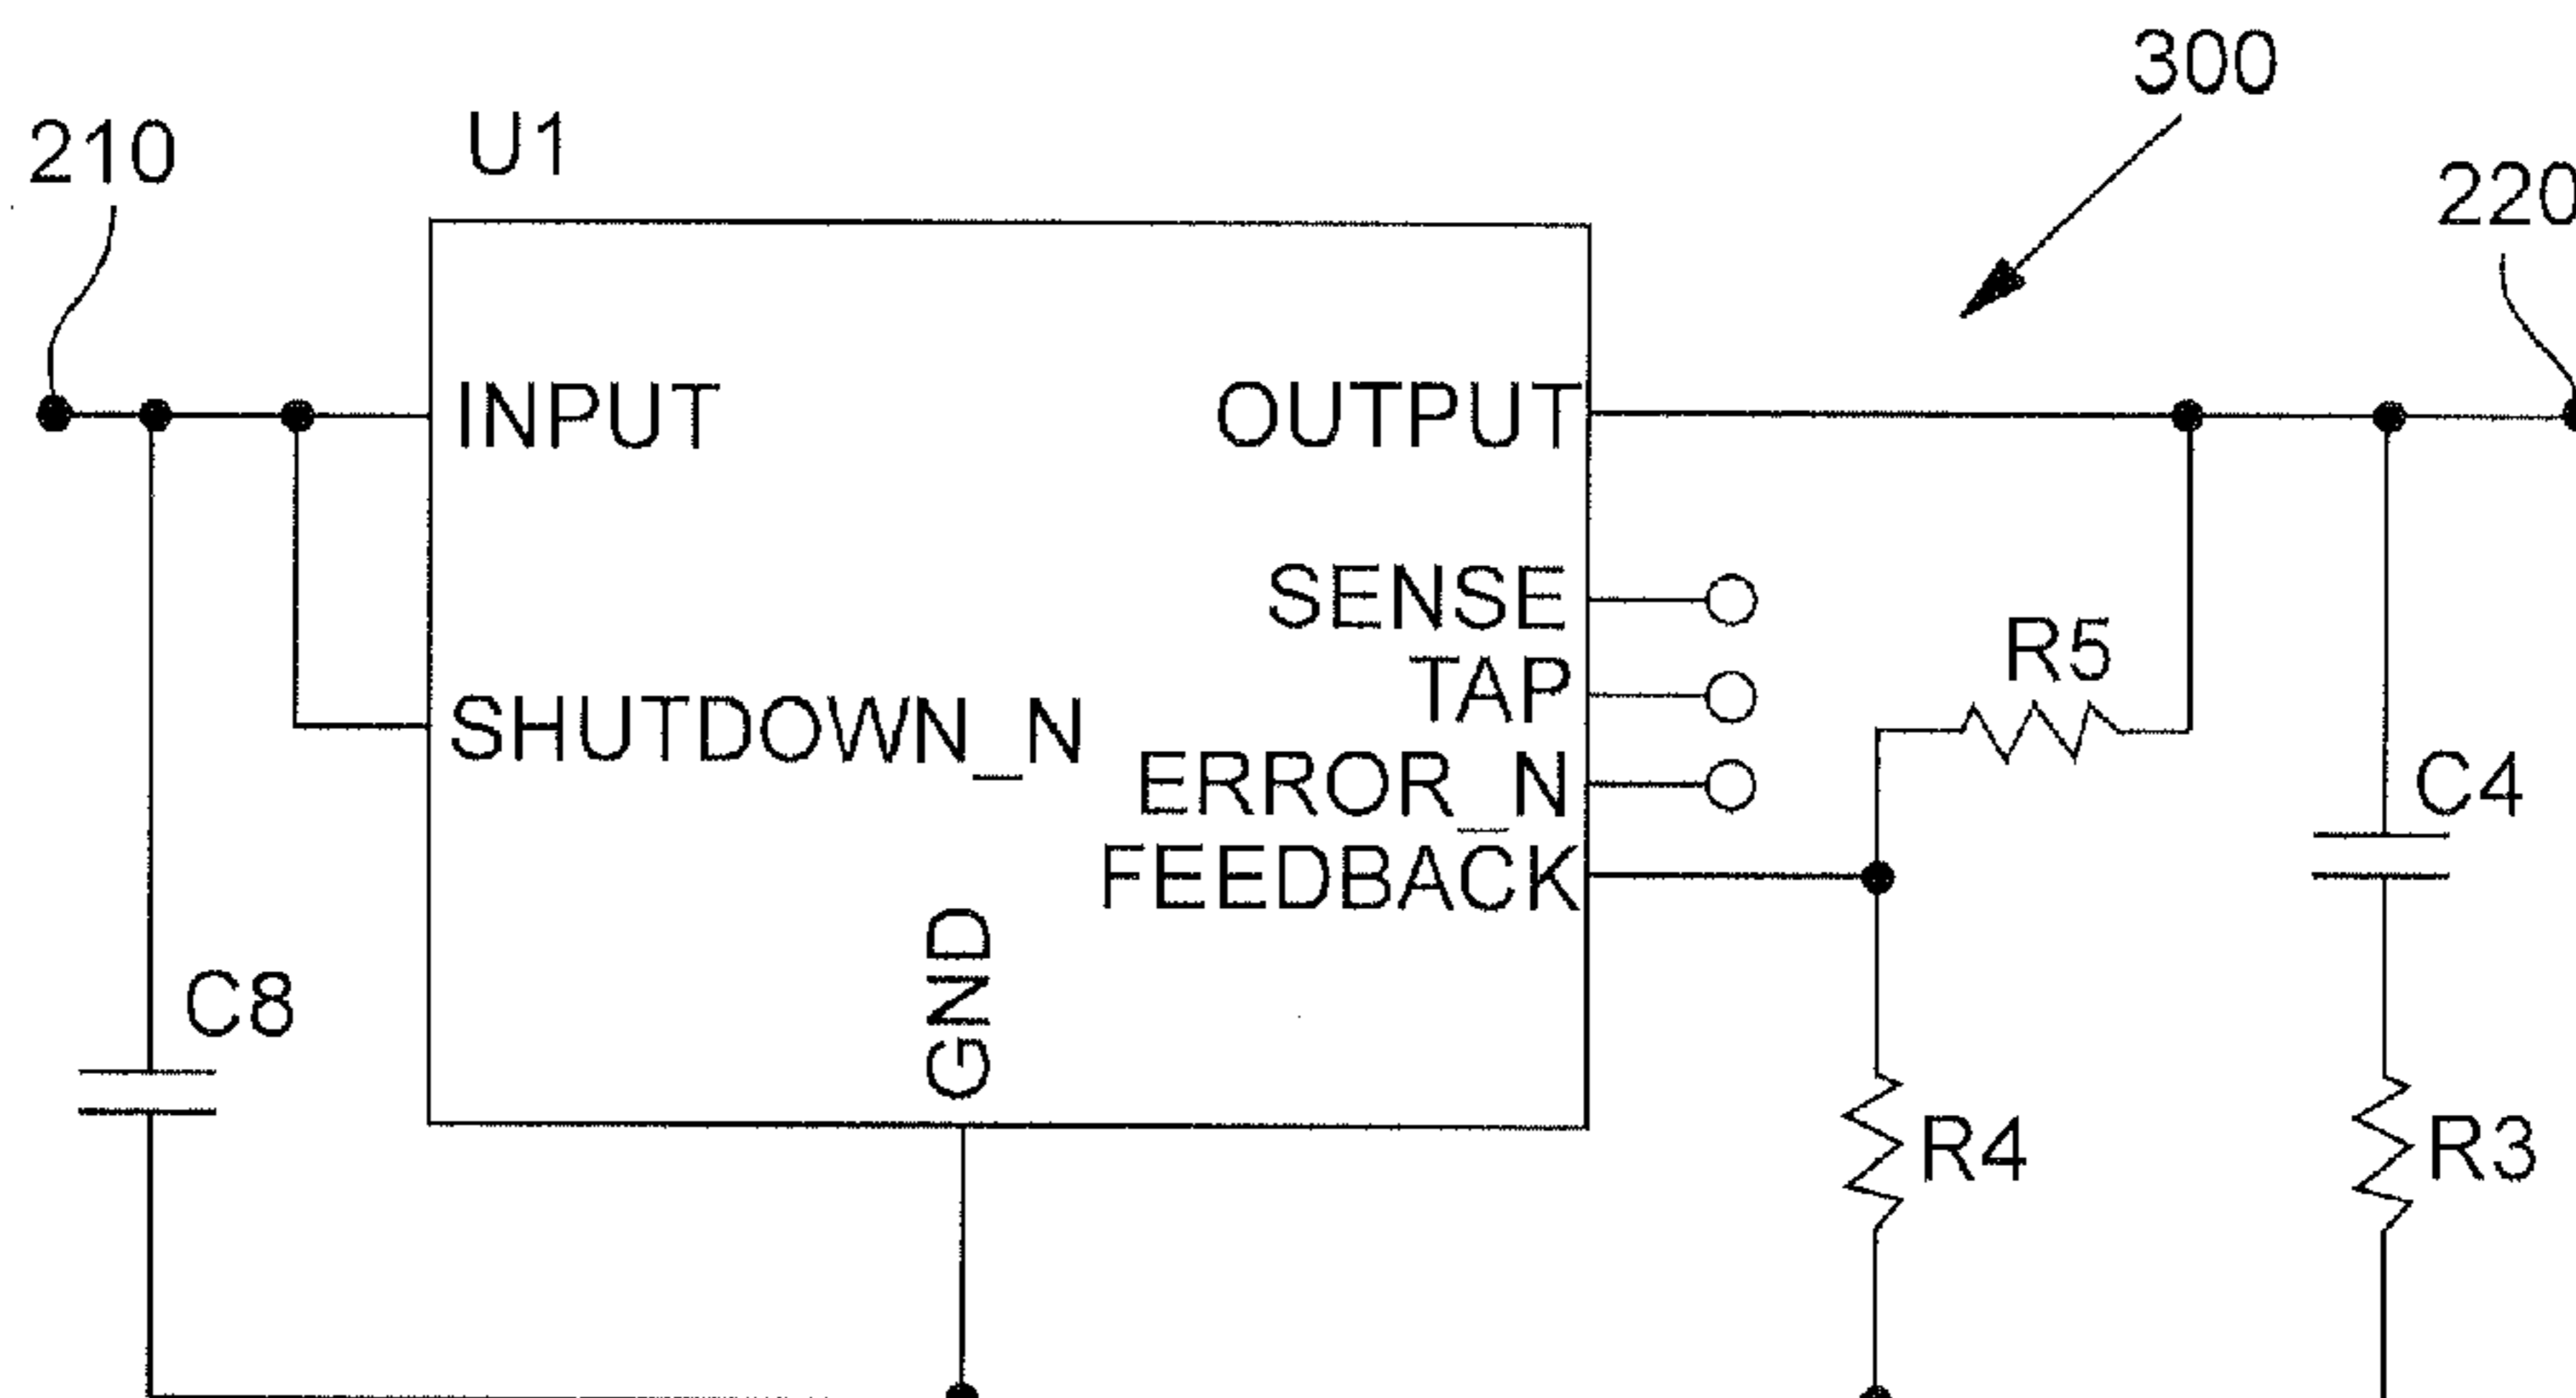 300
210
U1
220
INPUT
OUTPUT
SENSE
R5
TAP
SHUTDOWN_N
ERROR_N
C4
FEEDBACK
GND
C8
R4
R3